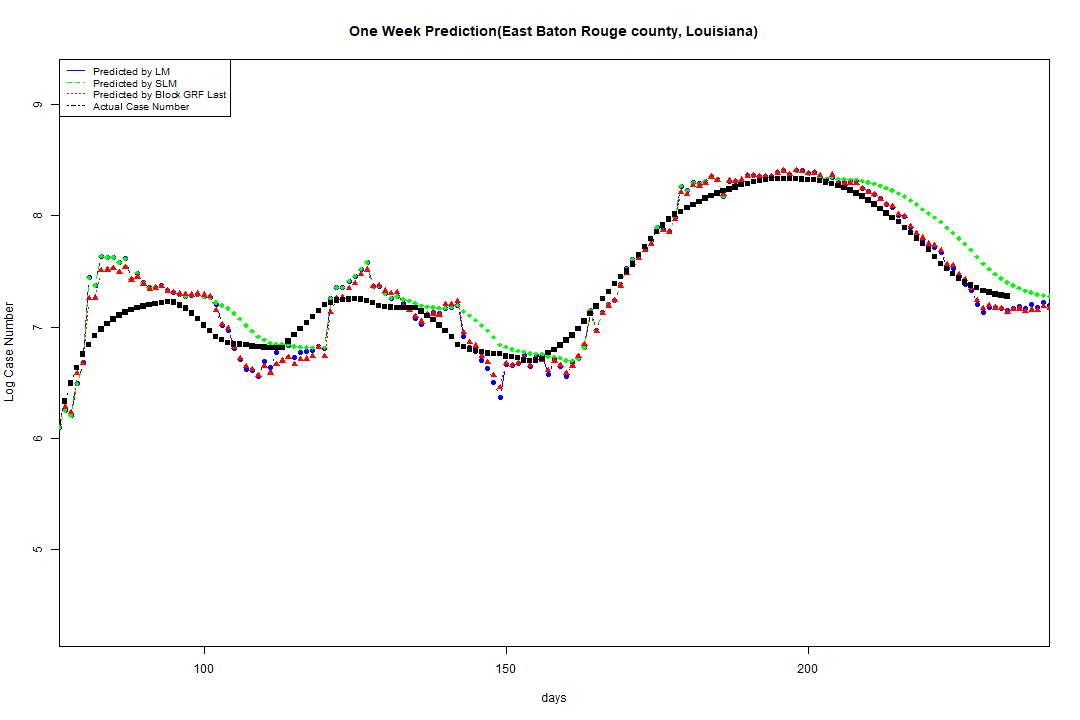 One Week Prediction(East Baton Rouge county, Louisiana)
Predicted by LM
Predicted by SLM
Predicted by Block GRF Last
Actual Case Number
9
8
7
6
5
Log Case Number
100
150
200
days